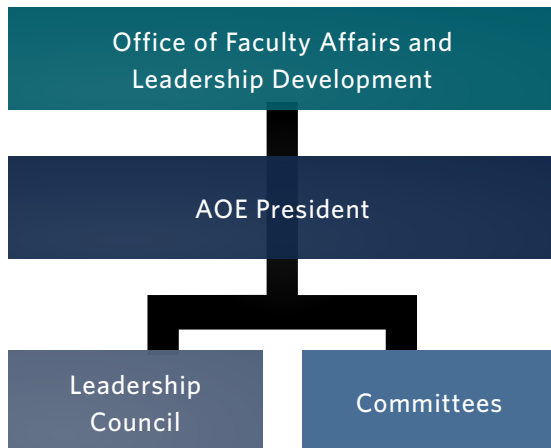 Office of Faculty Affairs and
Leadership Development
AOE President
Leadership
Council
Committees